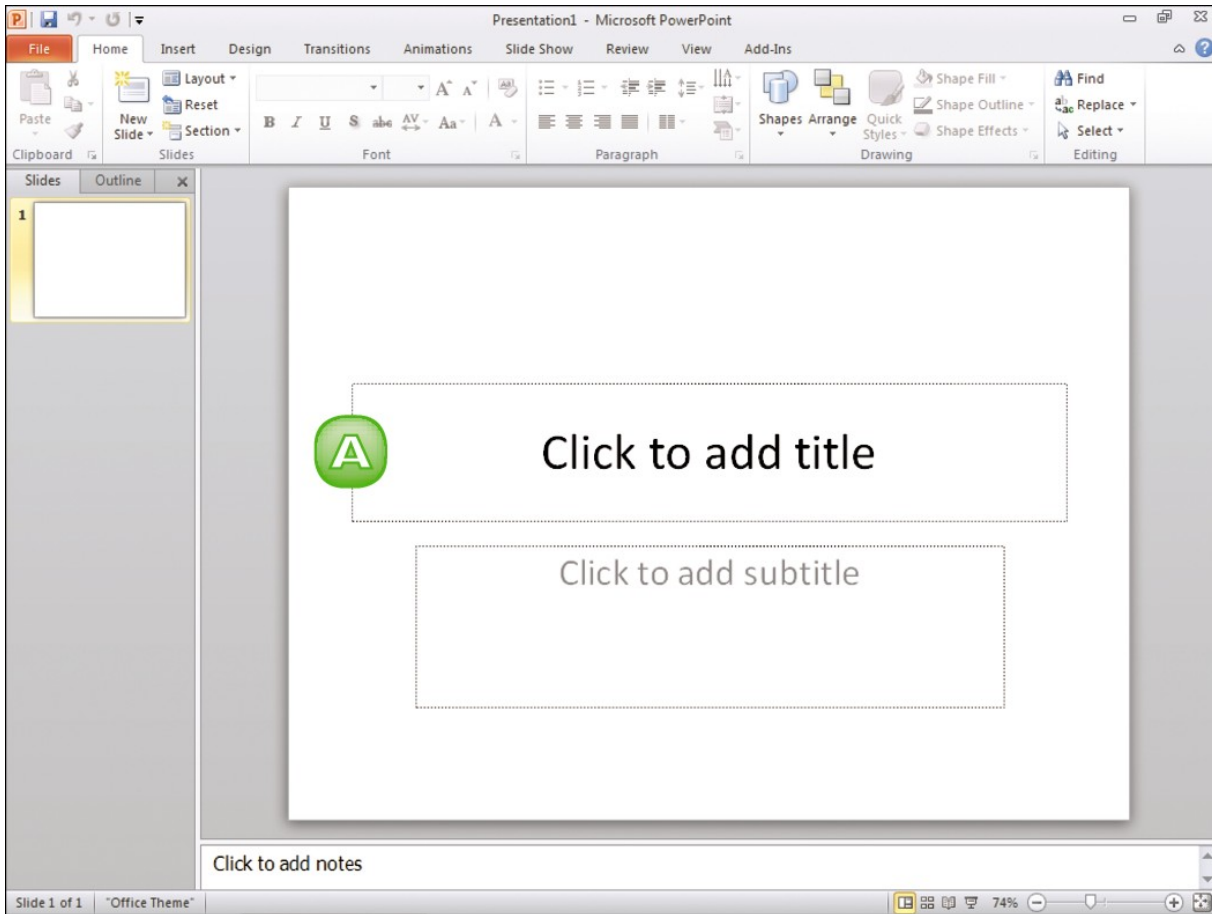 Presentation1 - Microsoft PowerPoint
File Home Insert Design Transitions Animations Slide Show Review View Add-Ins
Paste
New
Slide
Layout
Reset
Section
B I U S abc AV Aa A
Shapes Arrange Quick
Styles
Shape Fill
Shape Outline
Shape Effects
Find
Replace
Select
Clipboard Slides Font Paragraph Drawing Editing
Slides Outline
1
A
Click to add title
Click to add subtitle
Click to add notes
Slide 1 of 1 "Office Theme" 74%